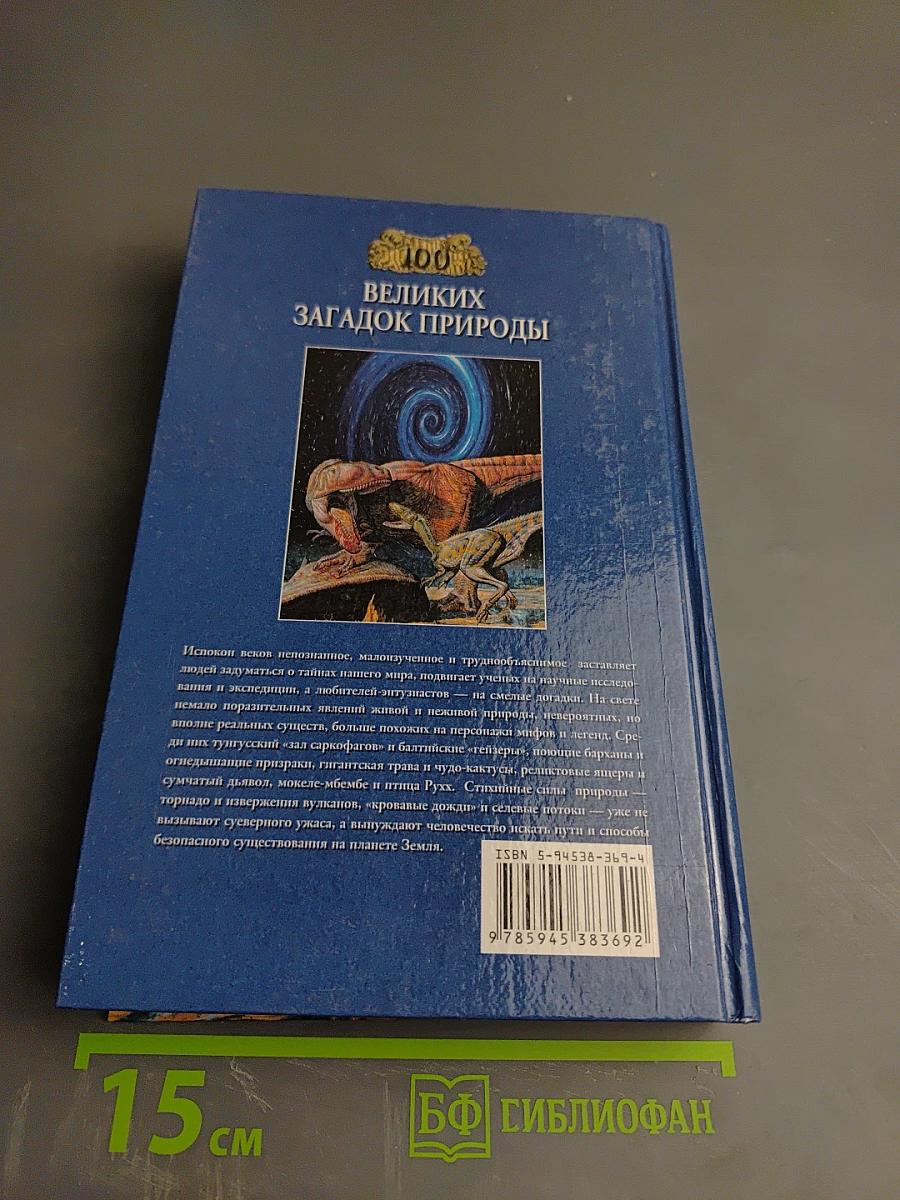 100
ВЕЛИКИХ
ЗАГАДОК ПРИРОДЫ
Испокон веков непознанное, малоизученное и труднообъяснимое заставляет
людей задуматься о тайнах нашего мира, подвигает ученых на научные исследо-
вания и экспедиции, а любителей-энтузиастов — на смелые догадки. На свете
немало поразительных явлений живой и неживой природы, невероятных, но
вполне реальных существ, больше похожих на персонажи мифов и легенд. Сре-
ди них тунгусский «зал саркофагов» и балтийские «гейзеры», поющие барханы и
огнедышащие призраки, гигантская трава и чудо-кактусы, реликтовые ящеры и
сумчатый дьявол, мокеле-мбембе и птица Рухх. Стихийные силы природы —
торнадо и извержения вулканов, «кровавые дожди» и селевые потоки — уже не
вызывают суеверного ужаса, а вынуждают человечество искать пути и способы
безопасного существования на планете Земля.
ISBN 5-94538-369-4
9 785945 383692
15 см
БФ БИБЛИОФАН